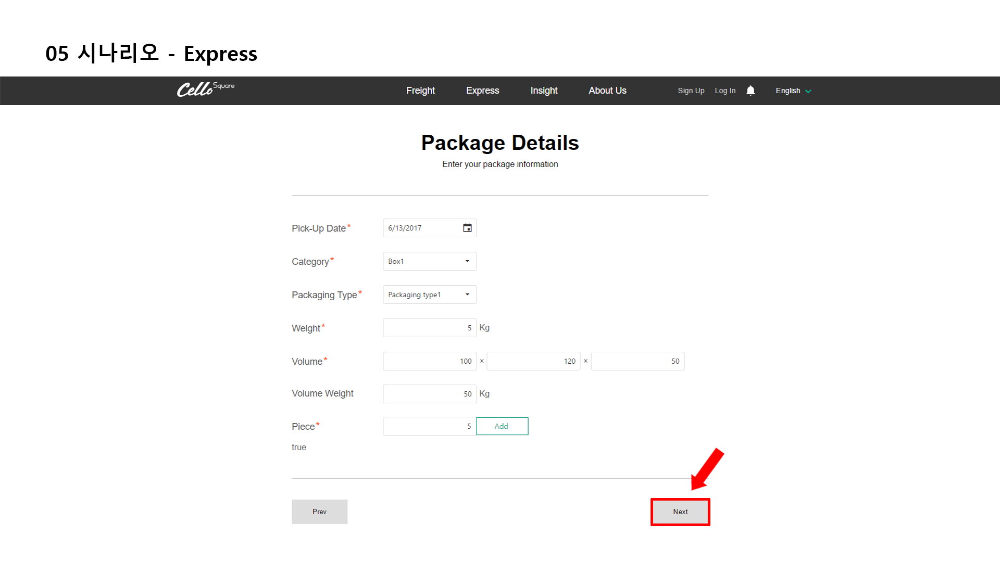 05 시나리오 - Express
Cello Square Freight Express Insight About Us Sign Up Log In English
Package Details
Enter your package information
Pick-Up Date* 6/13/2017
Category* Box1
Packaging Type* Packaging type1
Weight* 5 Kg
Volume* 100 × 120 × 50
Volume Weight 50 Kg
Piece* 5 Add
true
Prev Next